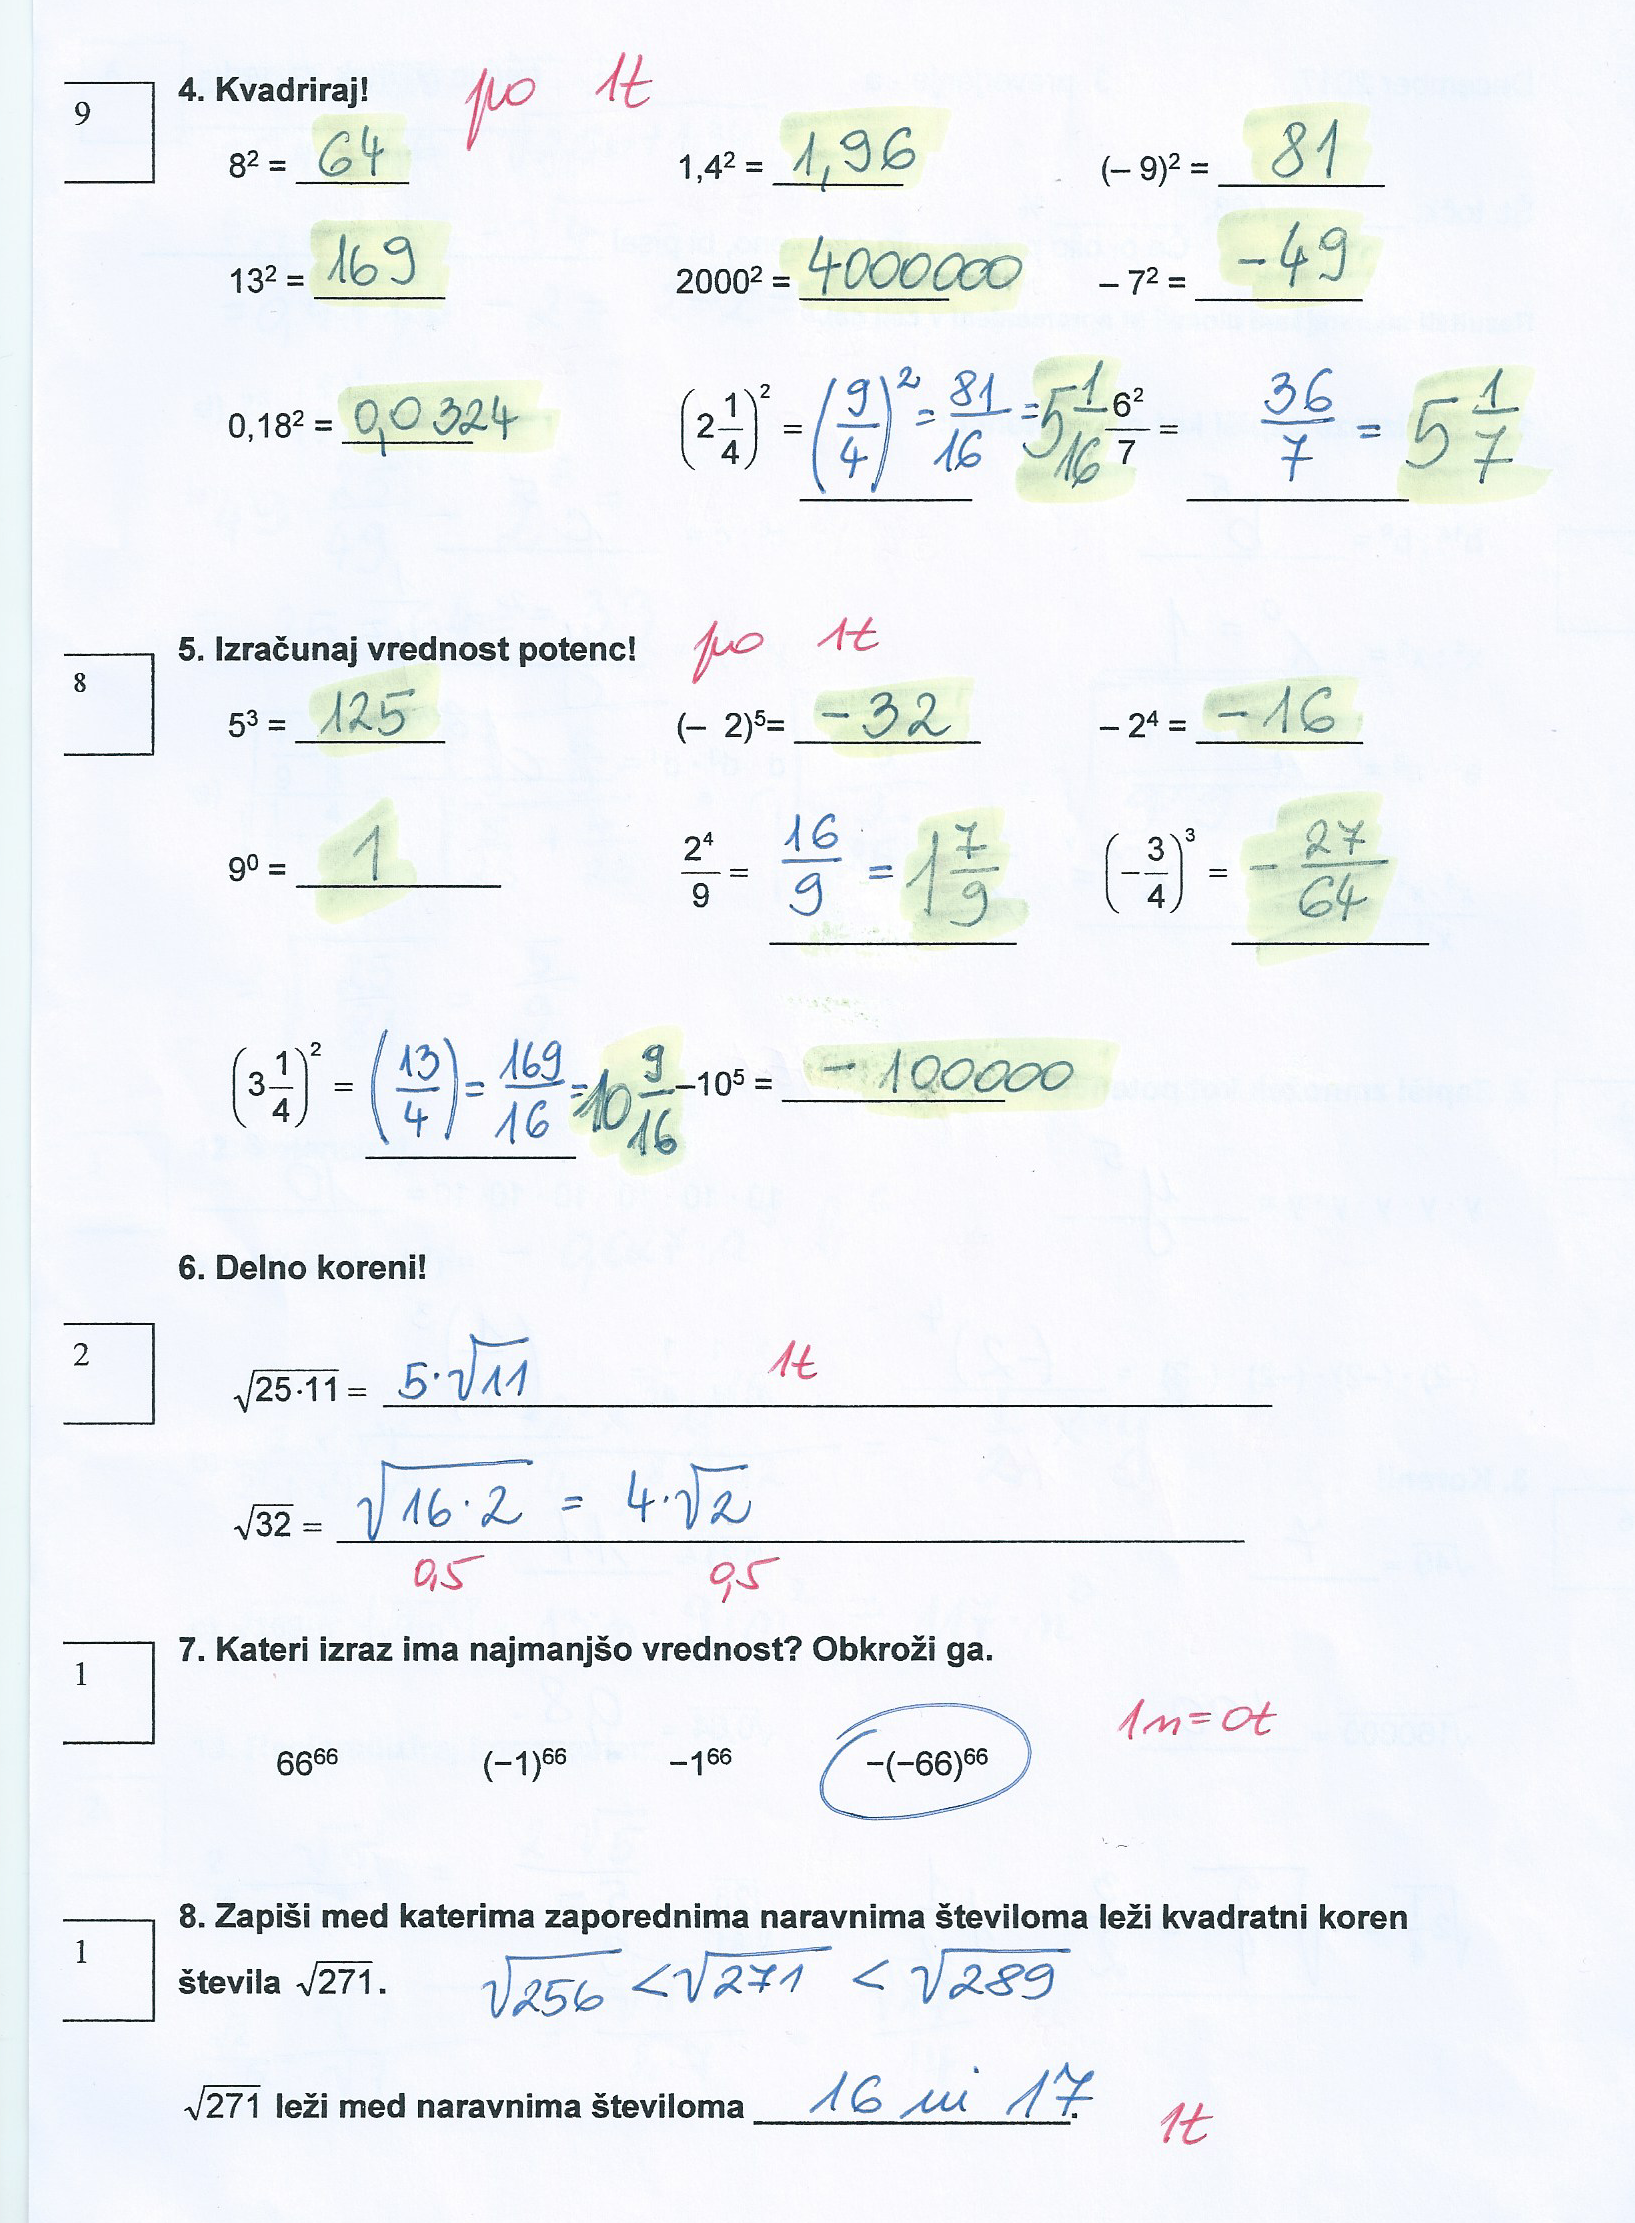 9
4. Kvadriraj! po 1t
8² = 64 1,4² = 1,96 (– 9)² = 81
13² = 169 2000² = 4000000 – 7² = -49
0,18² = 0,0324 (2 1/4)² = (9/4)² = 81/16 = 5 1/16 6²/7 = 36/7 = 5 1/7
8
5. Izračunaj vrednost potenc! po 1t
5³ = 125 (– 2)⁵= -32 – 2⁴ = -16
9⁰ = 1 2⁴/9 = 16/9 = 1 7/9 (-3/4)³ = -27/64
(3 1/4)² = (13/4) = 169/16 = 10 9/16 –10⁵ = -100000
6. Delno koreni!
2
√25·11 = 5·√11 1t
√32 = √16·2 = 4·√2
0,5 0,5
7. Kateri izraz ima najmanjšo vrednost? Obkroži ga.
1
66⁶⁶ (–1)⁶⁶ –1⁶⁶ –(–66)⁶⁶ 1n=0t
8. Zapiši med katerima zaporednima naravnima številoma leži kvadratni koren
1
števila √271. √256 < √271 < √289
√271 leži med naravnima številoma 16 in 17. 1t